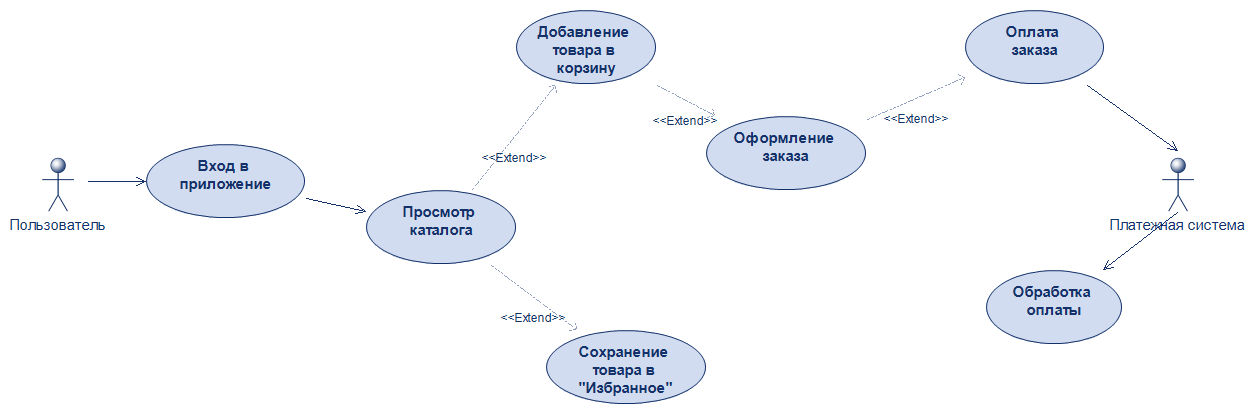 Добавление
товара в
корзину
Оплата
заказа
<<Extend>>
<<Extend>>
Оформление
заказа
<<Extend>>
Вход в
приложение
Пользователь
Просмотр
каталога
Платежная система
<<Extend>>
Обработка
оплаты
Сохранение
товара в
"Избранное"